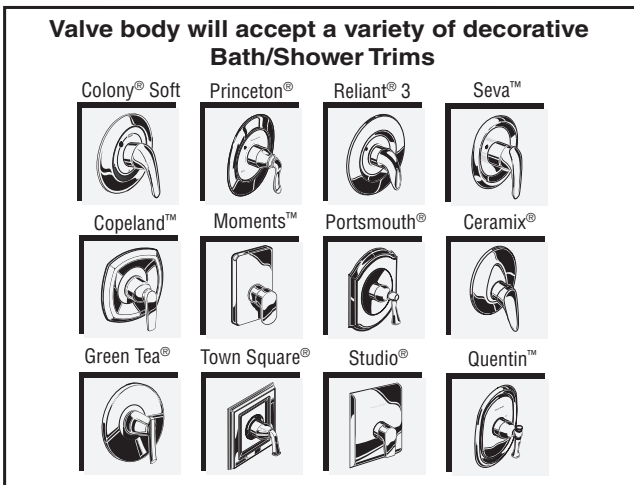 Valve body will accept a variety of decorative
Bath/Shower Trims
Colony® Soft Princeton® Reliant® 3 Seva™
Copeland™ Moments™ Portsmouth® Ceramix®
Green Tea® Town Square® Studio® Quentin™